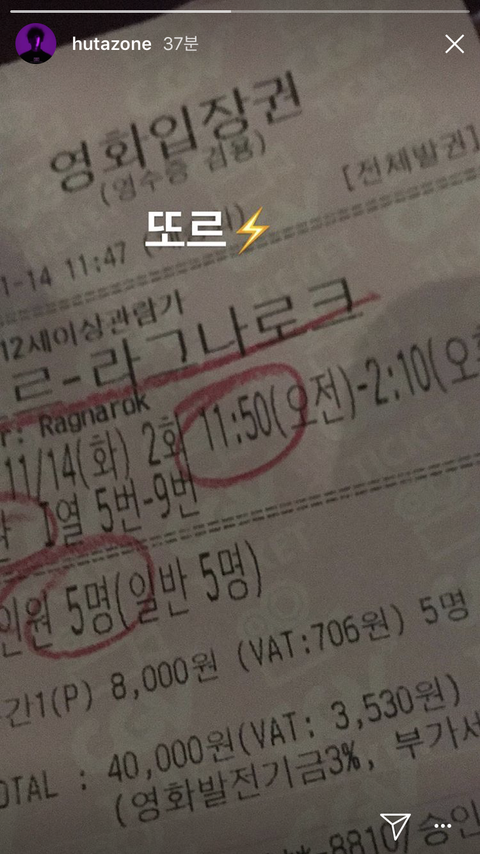 hutazone 37분
영화입장권
(영수증 겸용)
[전체발권]
또르⚡
1-14 11:47
12세이상관람가
르-라그나로크
r: Ragnarok
11/14(화) 2회 11:50(오전)-2:10(오후
I열 5번-9번
인원 5명(일반 5명)
간1(P) 8,000원 (VAT:706원) 5명
OTAL : 40,000원(VAT: 3,530원)
(영화발전기금3%, 부가세
**-8810/승인